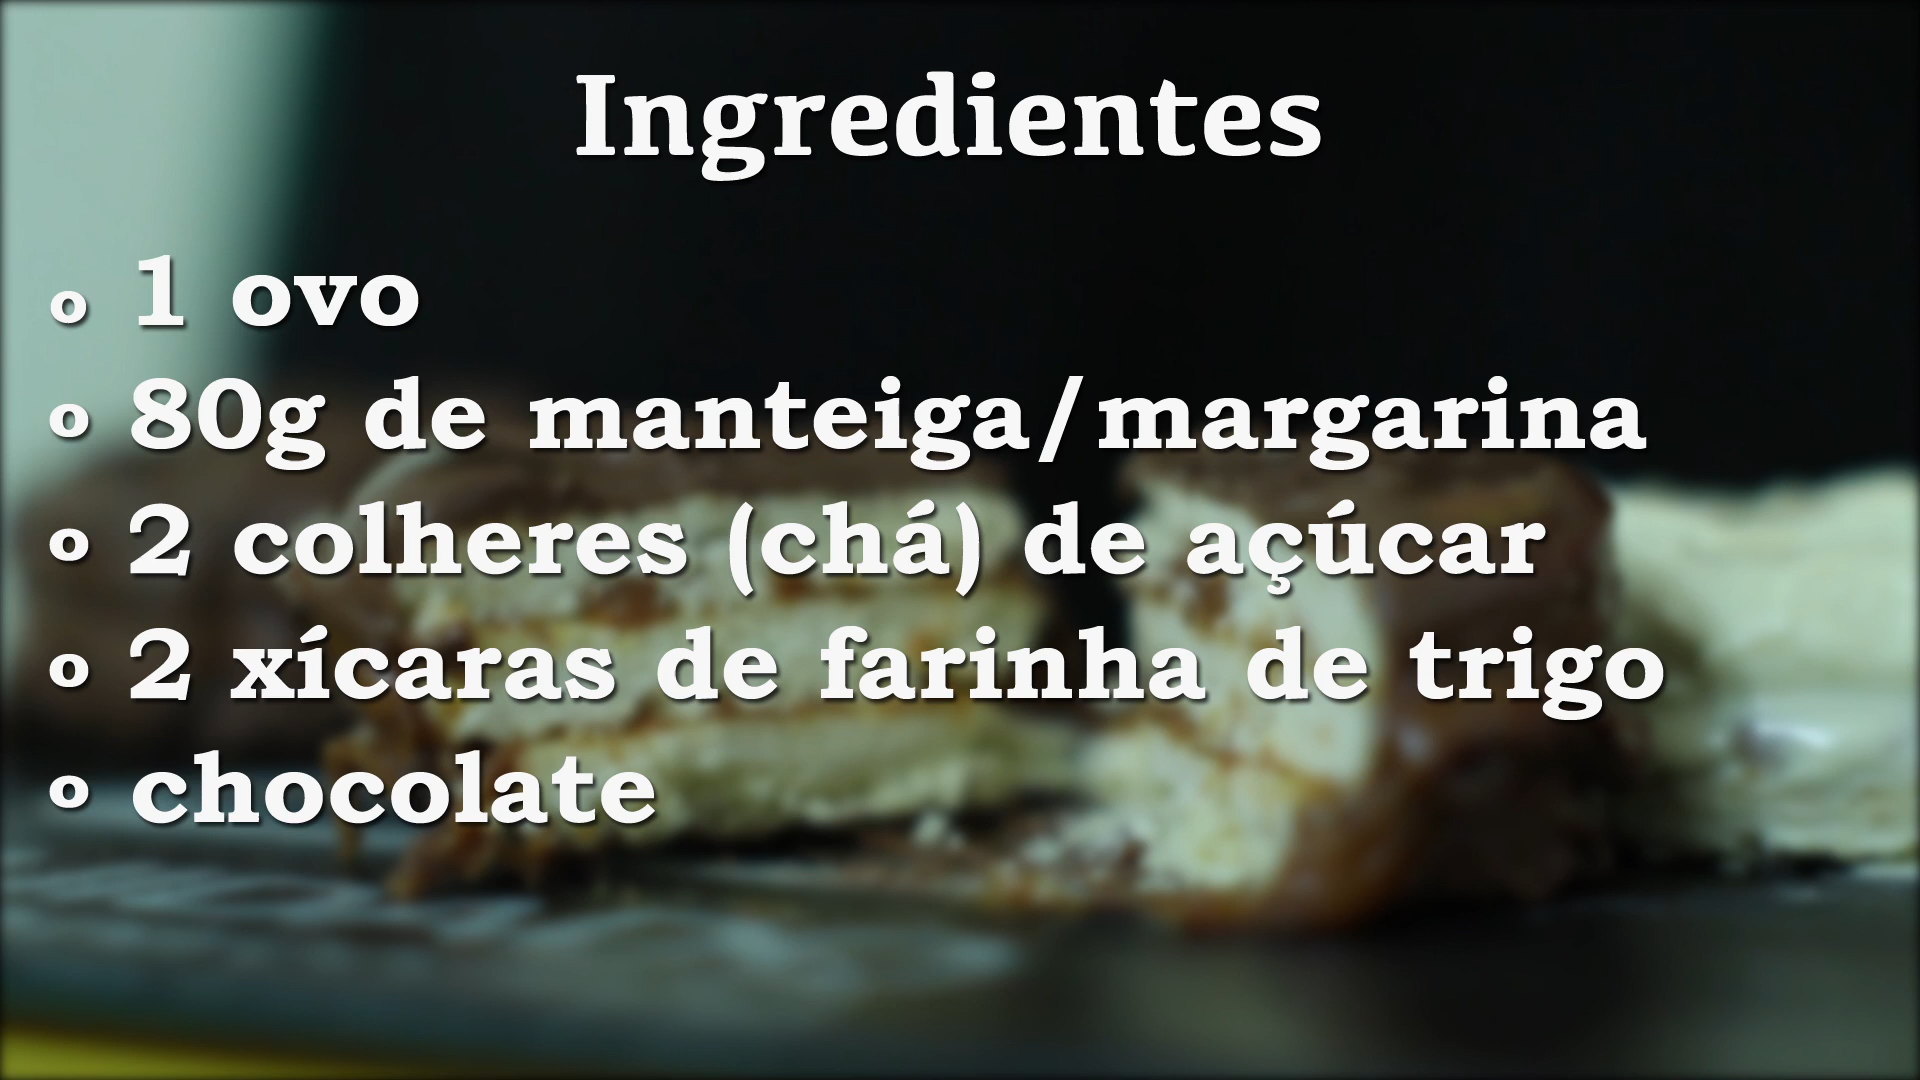 Ingredientes
o 1 ovo
o 80g de manteiga/margarina
o 2 colheres (chá) de açúcar
o 2 xícaras de farinha de trigo
o chocolate